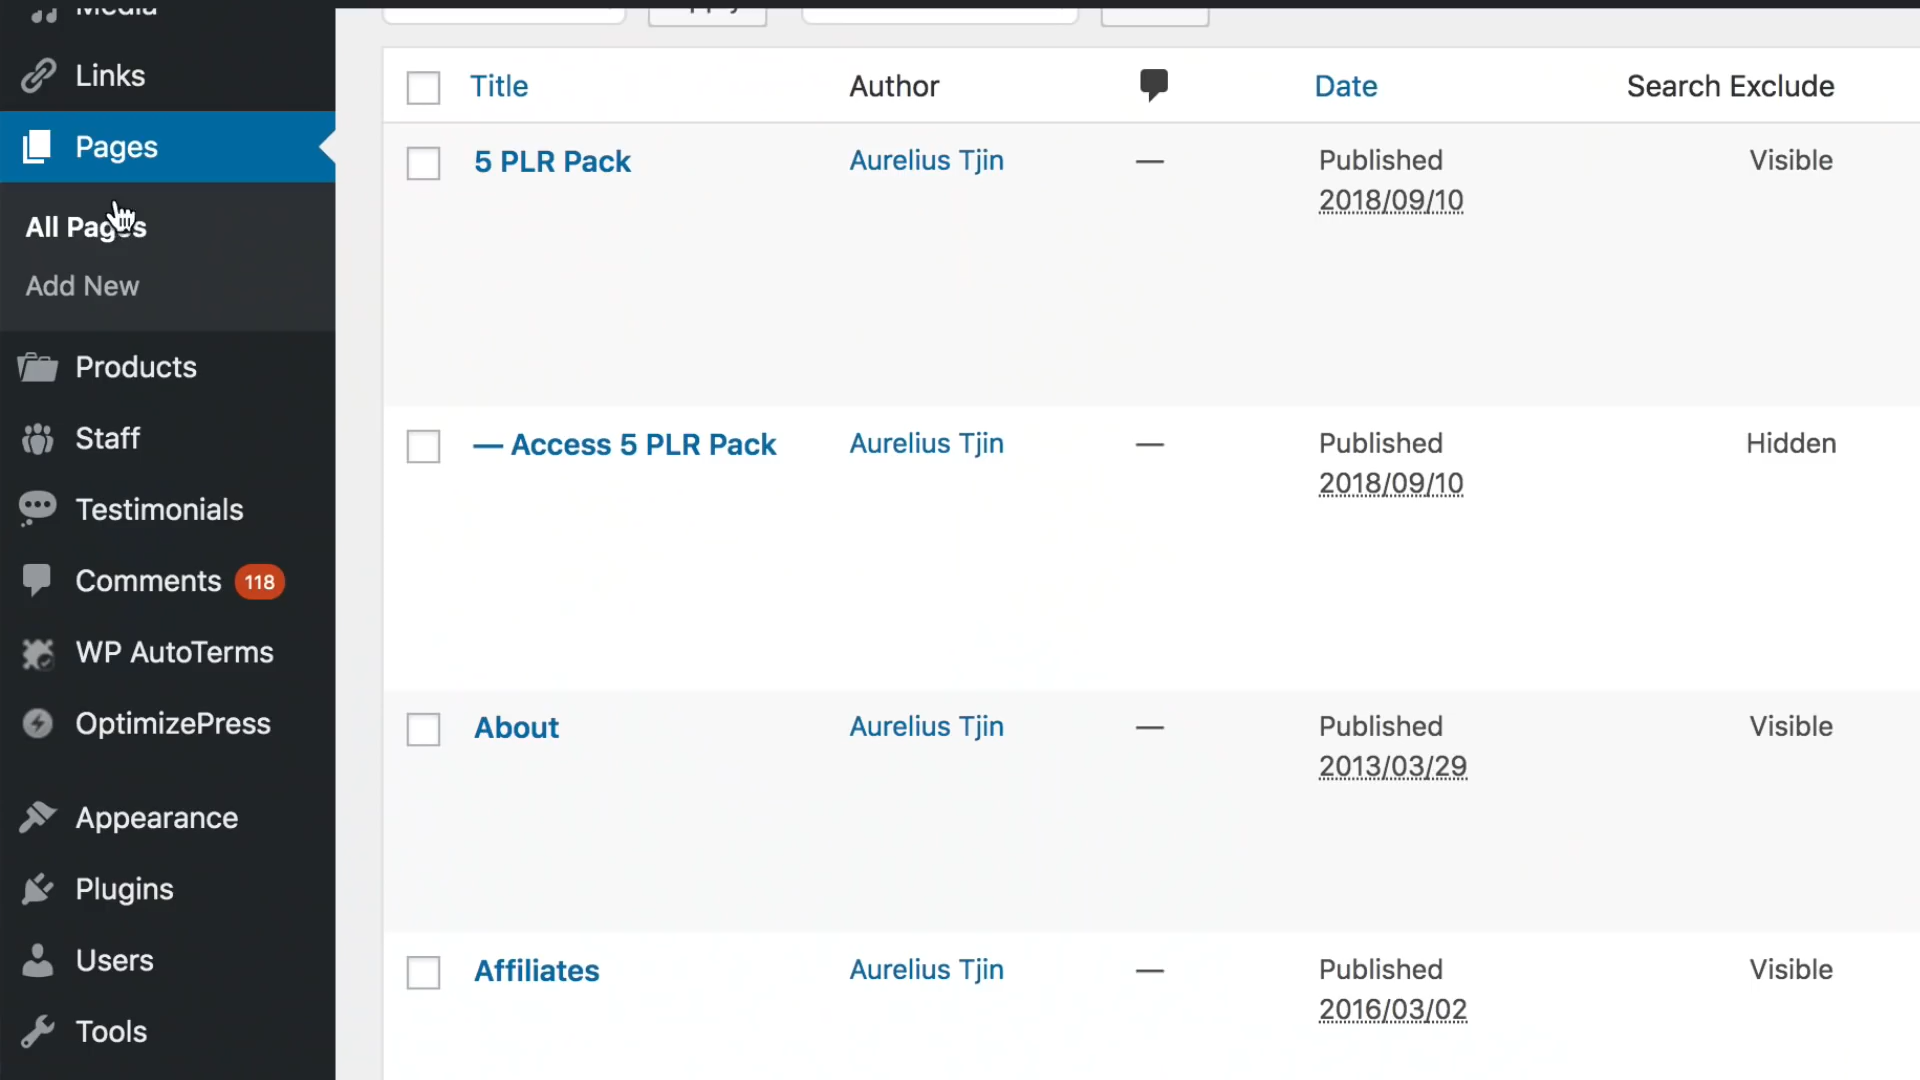 Media
Links
Pages
All Pages
Add New
Products
Staff
Testimonials
Comments 118
WP AutoTerms
OptimizePress
Appearance
Plugins
Users
Tools
Title Author Date Search Exclude
5 PLR Pack Aurelius Tjin — Published Visible
2018/09/10
— Access 5 PLR Pack Aurelius Tjin — Published Hidden
2018/09/10
About Aurelius Tjin — Published Visible
2013/03/29
Affiliates Aurelius Tjin — Published Visible
2016/03/02